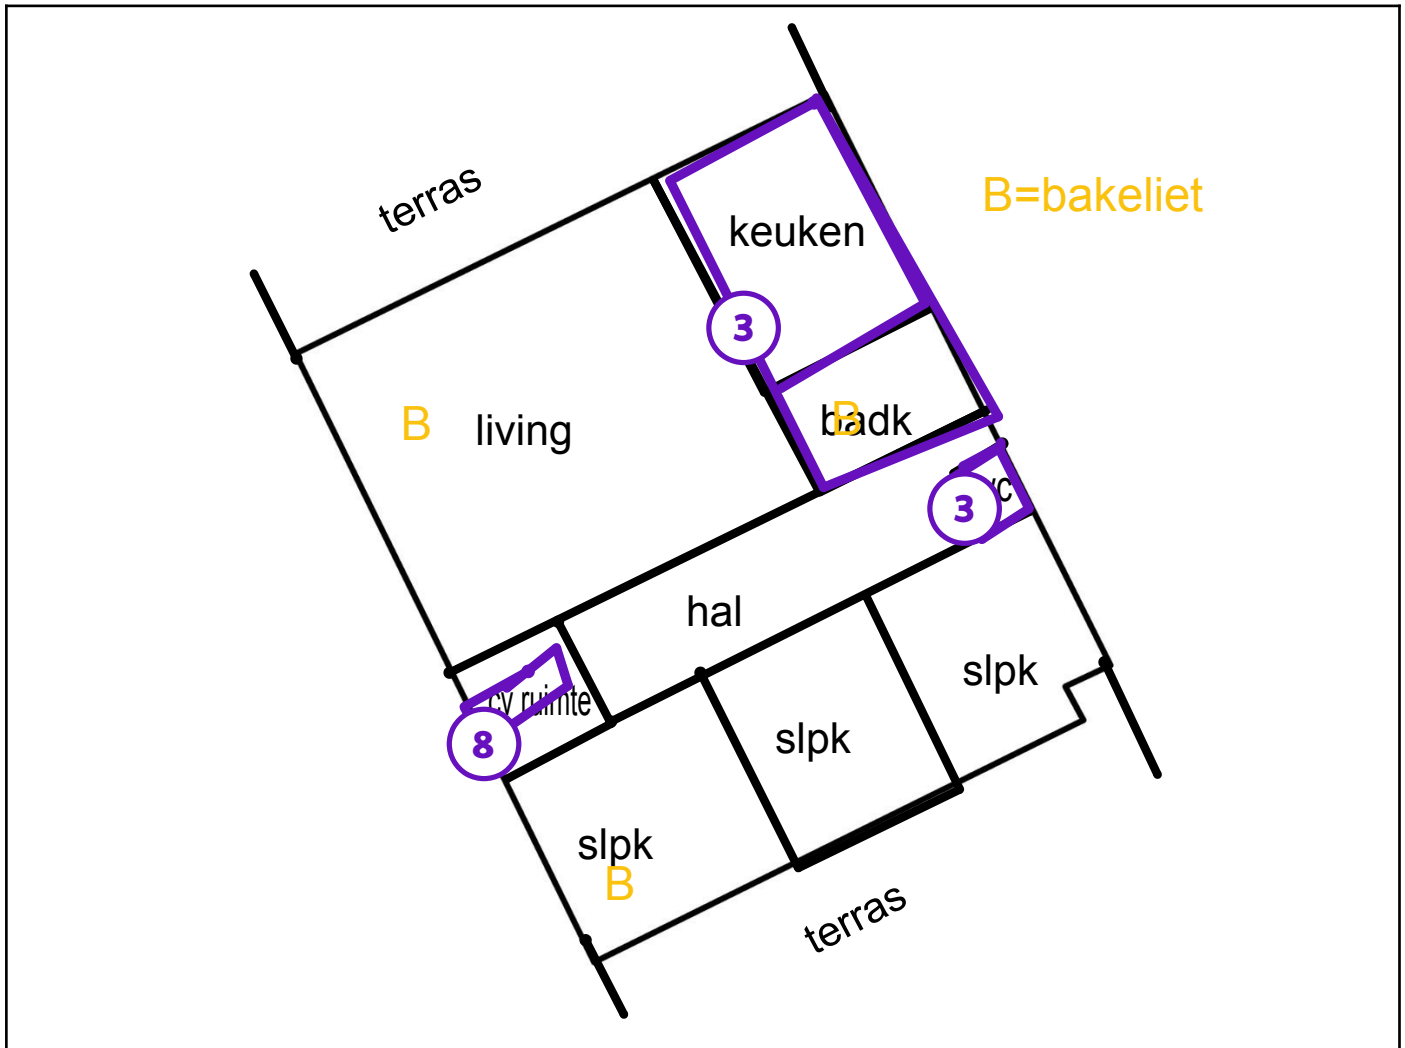 terras
B=bakeliet
keuken
3
B living
badk
B
3
hal
cv ruimte
8
slpk
slpk
slpk
B
terras